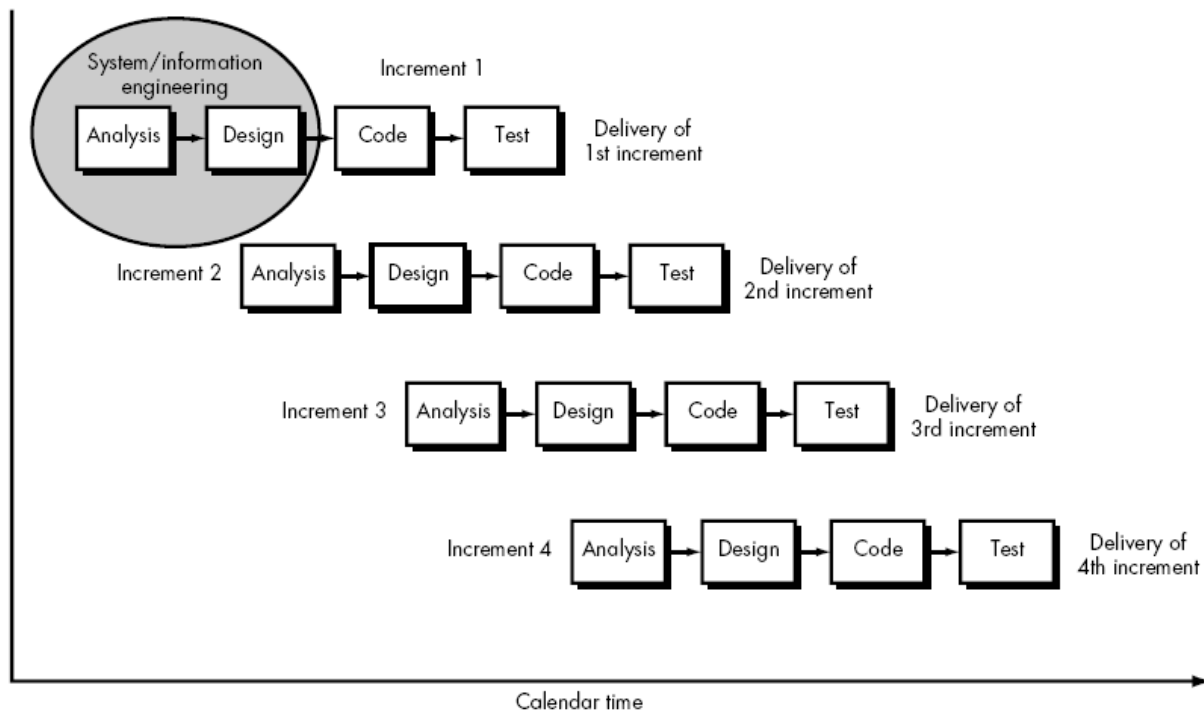 System/information
engineering
Increment 1
Analysis
Design
Code
Test
Delivery of
1st increment
Increment 2
Analysis
Design
Code
Test
Delivery of
2nd increment
Increment 3
Analysis
Design
Code
Test
Delivery of
3rd increment
Increment 4
Analysis
Design
Code
Test
Delivery of
4th increment
Calendar time